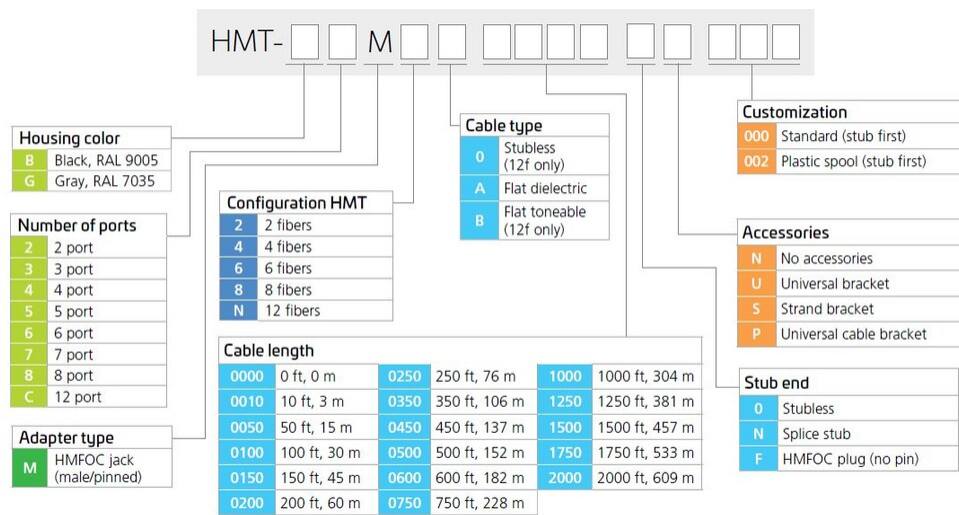 HMT- M
Housing color
B Black, RAL 9005
G Gray, RAL 7035
Number of ports
2 2 port
3 3 port
4 4 port
5 5 port
6 6 port
7 7 port
8 8 port
C 12 port
Adapter type
M HMFOC jack
(male/pinned)
Configuration HMT
2 2 fibers
4 4 fibers
6 6 fibers
8 8 fibers
N 12 fibers
Cable type
0 Stubless
(12f only)
A Flat dielectric
B Flat toneable
(12f only)
Cable length
0000 0 ft, 0 m 0250 250 ft, 76 m 1000 1000 ft, 304 m
0010 10 ft, 3 m 0350 350 ft, 106 m 1250 1250 ft, 381 m
0050 50 ft, 15 m 0450 450 ft, 137 m 1500 1500 ft, 457 m
0100 100 ft, 30 m 0500 500 ft, 152 m 1750 1750 ft, 533 m
0150 150 ft, 45 m 0600 600 ft, 182 m 2000 2000 ft, 609 m
0200 200 ft, 60 m 0750 750 ft, 228 m
Customization
000 Standard (stub first)
002 Plastic spool (stub first)
Accessories
N No accessories
U Universal bracket
S Strand bracket
P Universal cable bracket
Stub end
0 Stubless
N Splice stub
F HMFOC plug (no pin)